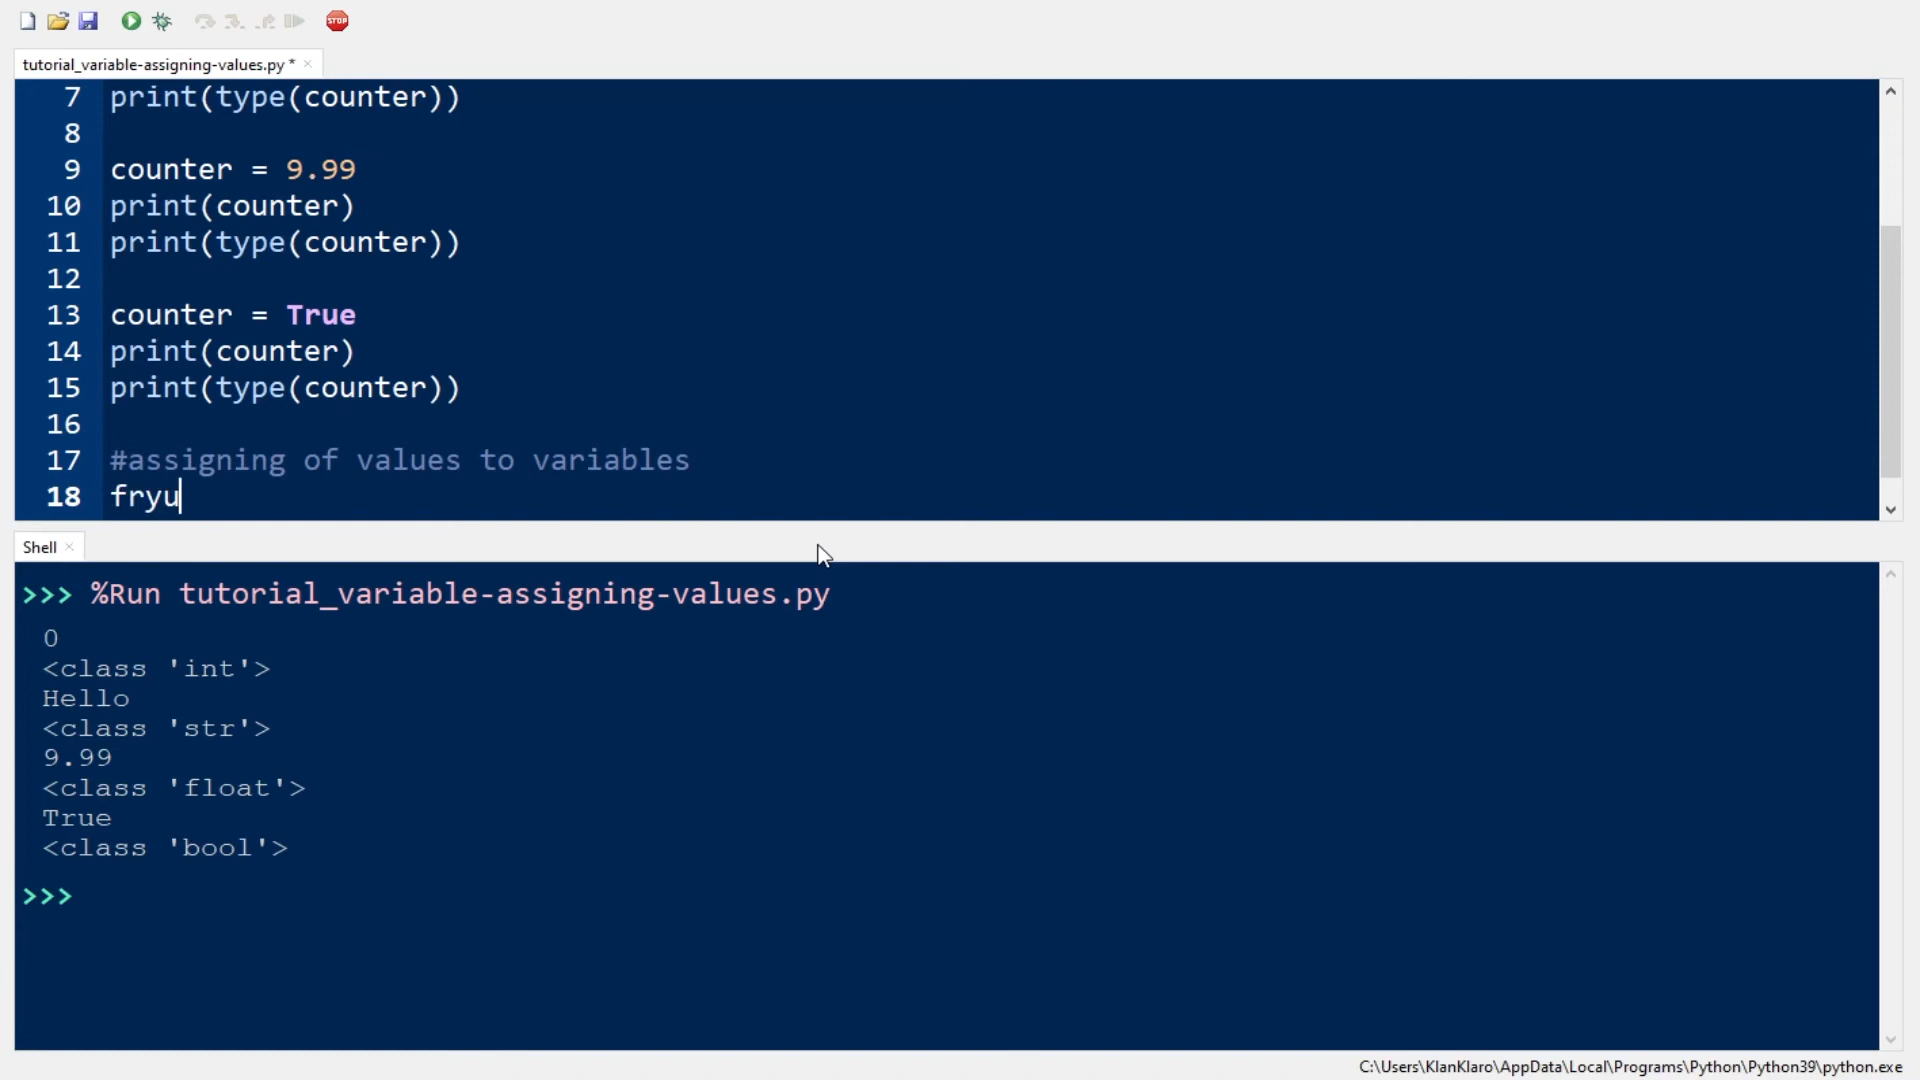 STOP
tutorial_variable-assigning-values.py *
7 print(type(counter))
8
9 counter = 9.99
10 print(counter)
11 print(type(counter))
12
13 counter = True
14 print(counter)
15 print(type(counter))
16
17 #assigning of values to variables
18 fryu
Shell
>>> %Run tutorial_variable-assigning-values.py
0
<class 'int'>
Hello
<class 'str'>
9.99
<class 'float'>
True
<class 'bool'>
>>>
C:\Users\KlanKlaro\AppData\Local\Programs\Python\Python39\python.exe